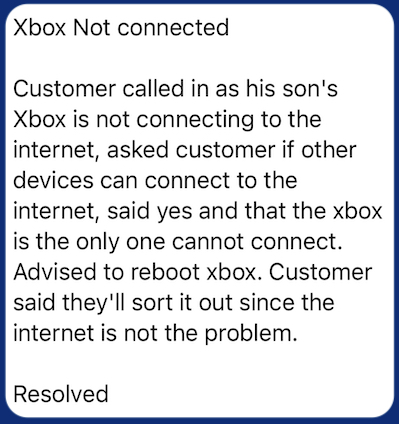 Xbox Not connected
Customer called in as his son's
Xbox is not connecting to the
internet, asked customer if other
devices can connect to the
internet, said yes and that the xbox
is the only one cannot connect.
Advised to reboot xbox. Customer
said they'll sort it out since the
internet is not the problem.
Resolved